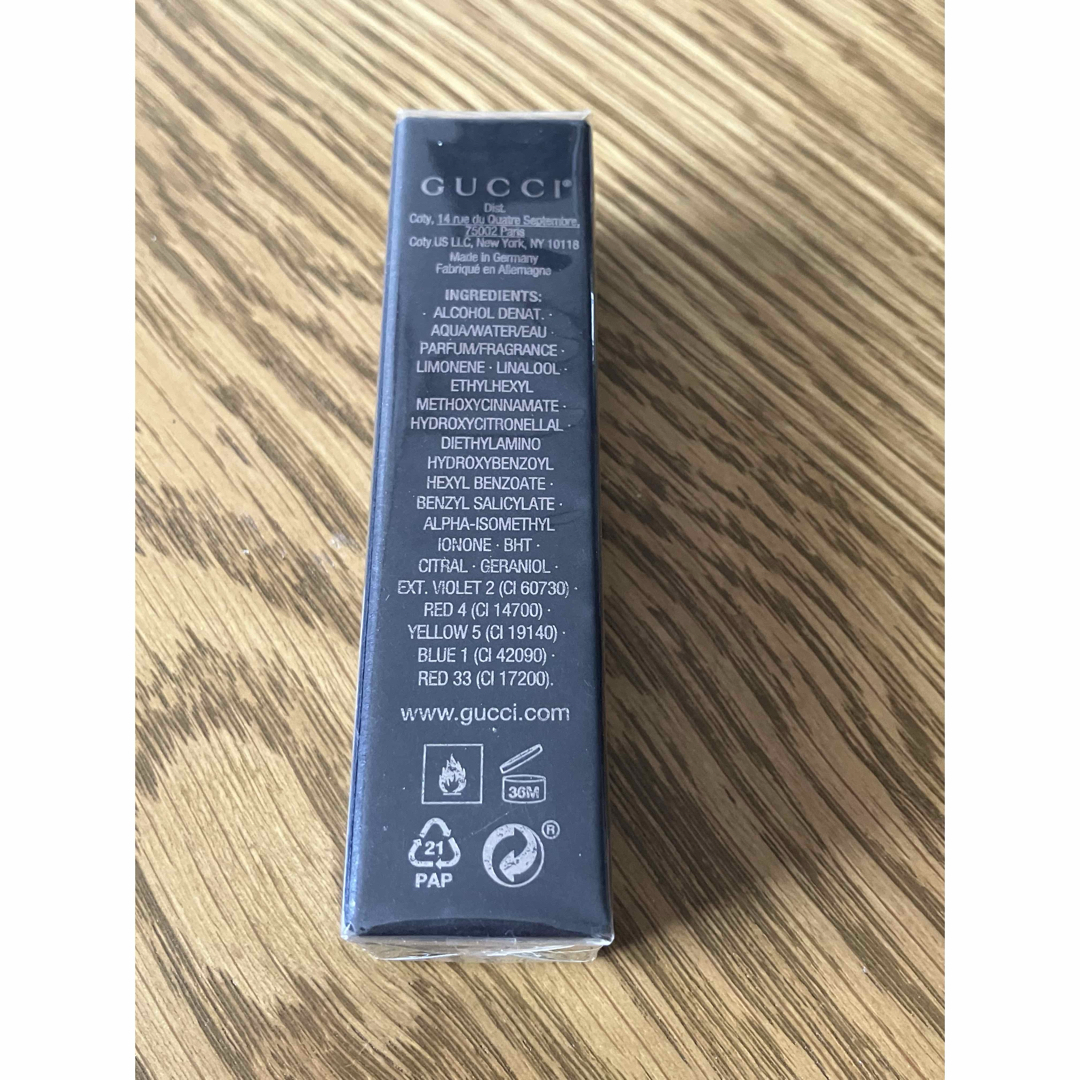 GUCCI®
Dist.
Coty, 14 rue du Quatre Septembre,
75002 Paris
Coty US LLC, New York, NY 10118
Made in Germany
Fabriqué en Allemagne
INGREDIENTS:
· ALCOHOL DENAT. ·
AQUA/WATER/EAU ·
PARFUM/FRAGRANCE ·
LIMONENE · LINALOOL ·
ETHYLHEXYL
METHOXYCINNAMATE ·
HYDROXYCITRONELLAL ·
DIETHYLAMINO
HYDROXYBENZOYL
HEXYL BENZOATE ·
BENZYL SALICYLATE ·
ALPHA-ISOMETHYL
IONONE · BHT ·
CITRAL · GERANIOL ·
EXT. VIOLET 2 (CI 60730) ·
RED 4 (CI 14700) ·
YELLOW 5 (CI 19140) ·
BLUE 1 (CI 42090) ·
RED 33 (CI 17200).
www.gucci.com
36M
21
PAP
®